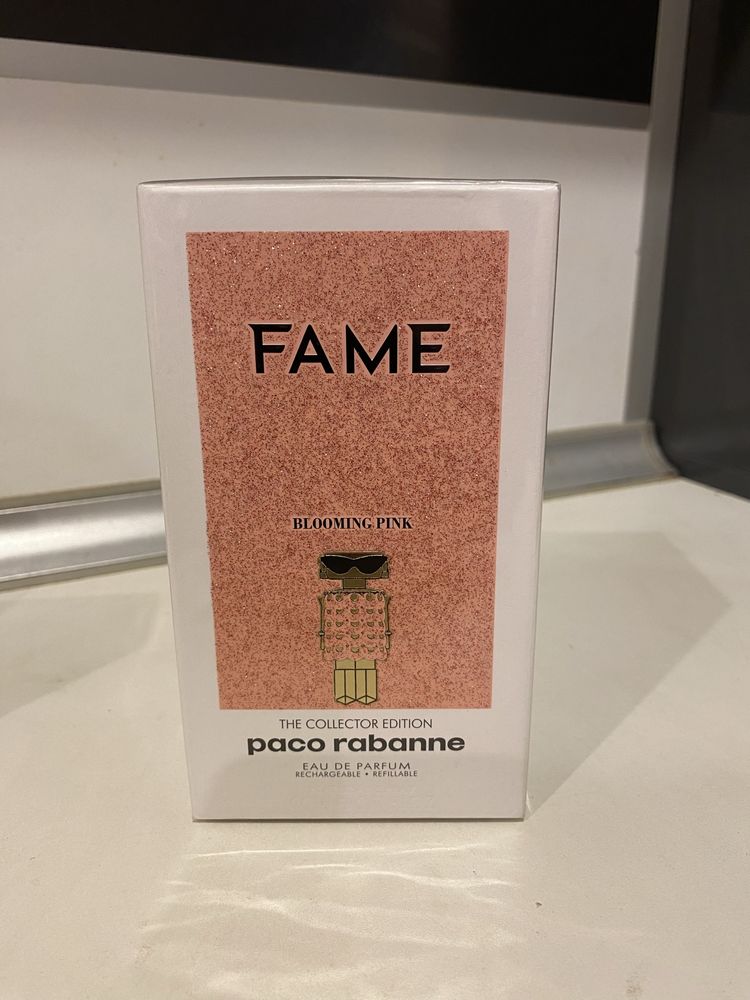 FAME
BLOOMING PINK
THE COLLECTOR EDITION
paco rabanne
EAU DE PARFUM
RECHARGEABLE • REFILLABLE